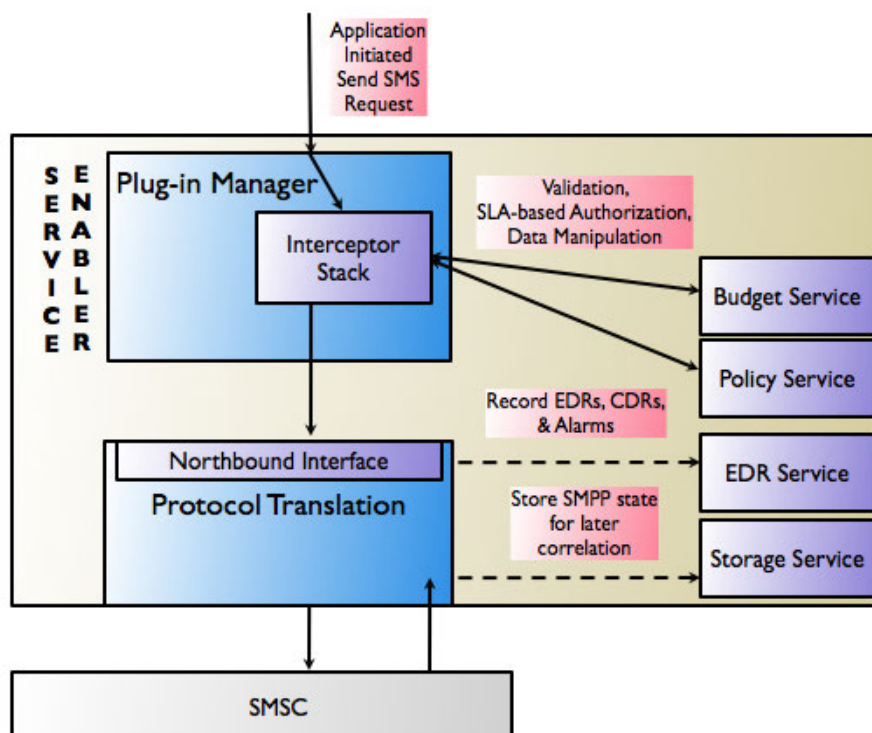 Application
Initiated
Send SMS
Request
SERVICE
ENABLER
Plug-in Manager
Interceptor
Stack
Validation,
SLA-based Authorization,
Data Manipulation
Budget Service
Policy Service
Record EDRs, CDRs,
& Alarms
Northbound Interface
Protocol Translation
EDR Service
Store SMPP state
for later
correlation
Storage Service
SMSC